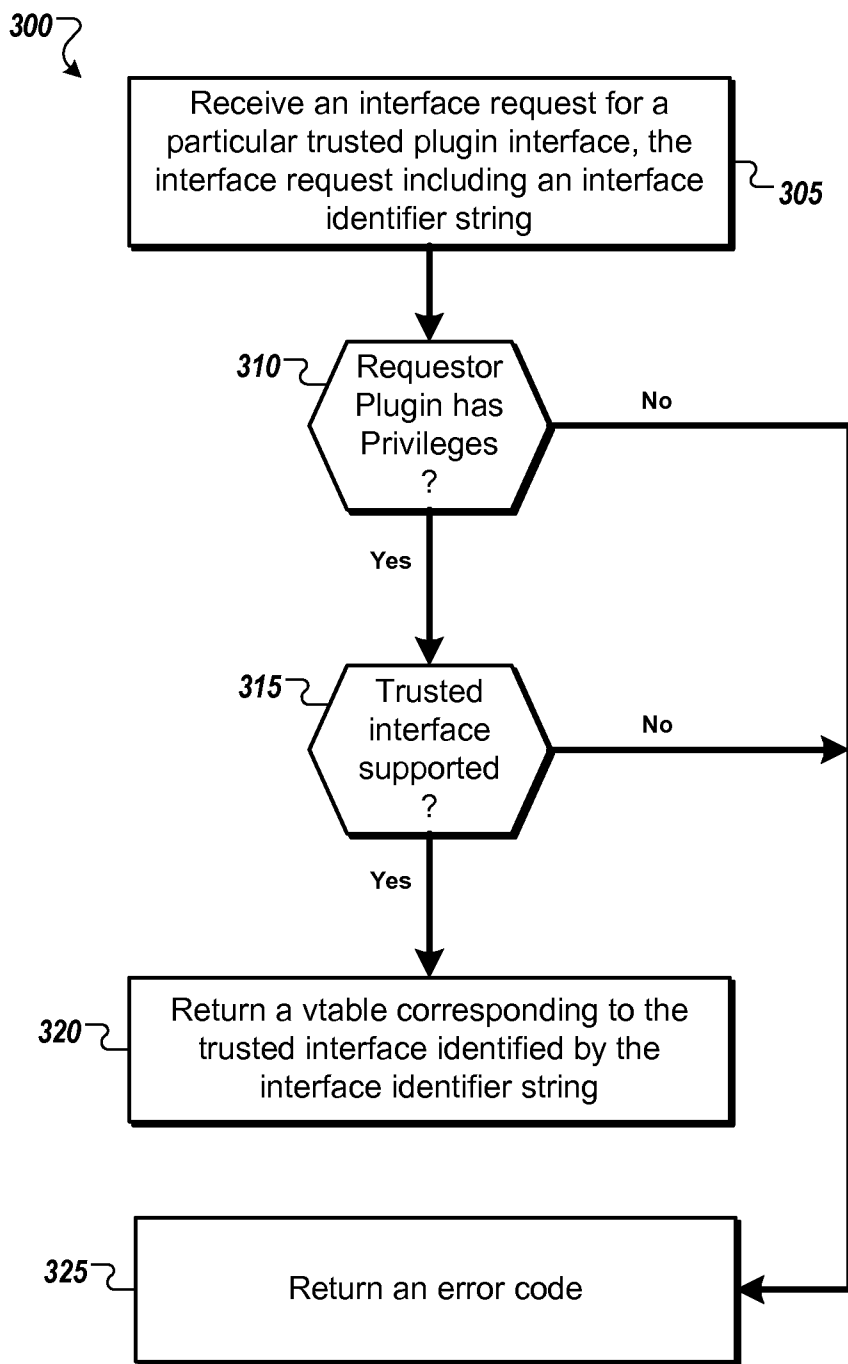 300
Receive an interface request for a
particular trusted plugin interface, the
interface request including an interface
identifier string
305
310
Requestor
Plugin has
Privileges
?
No
Yes
315
Trusted
interface
supported
?
No
Yes
320
Return a vtable corresponding to the
trusted interface identified by the
interface identifier string
325
Return an error code